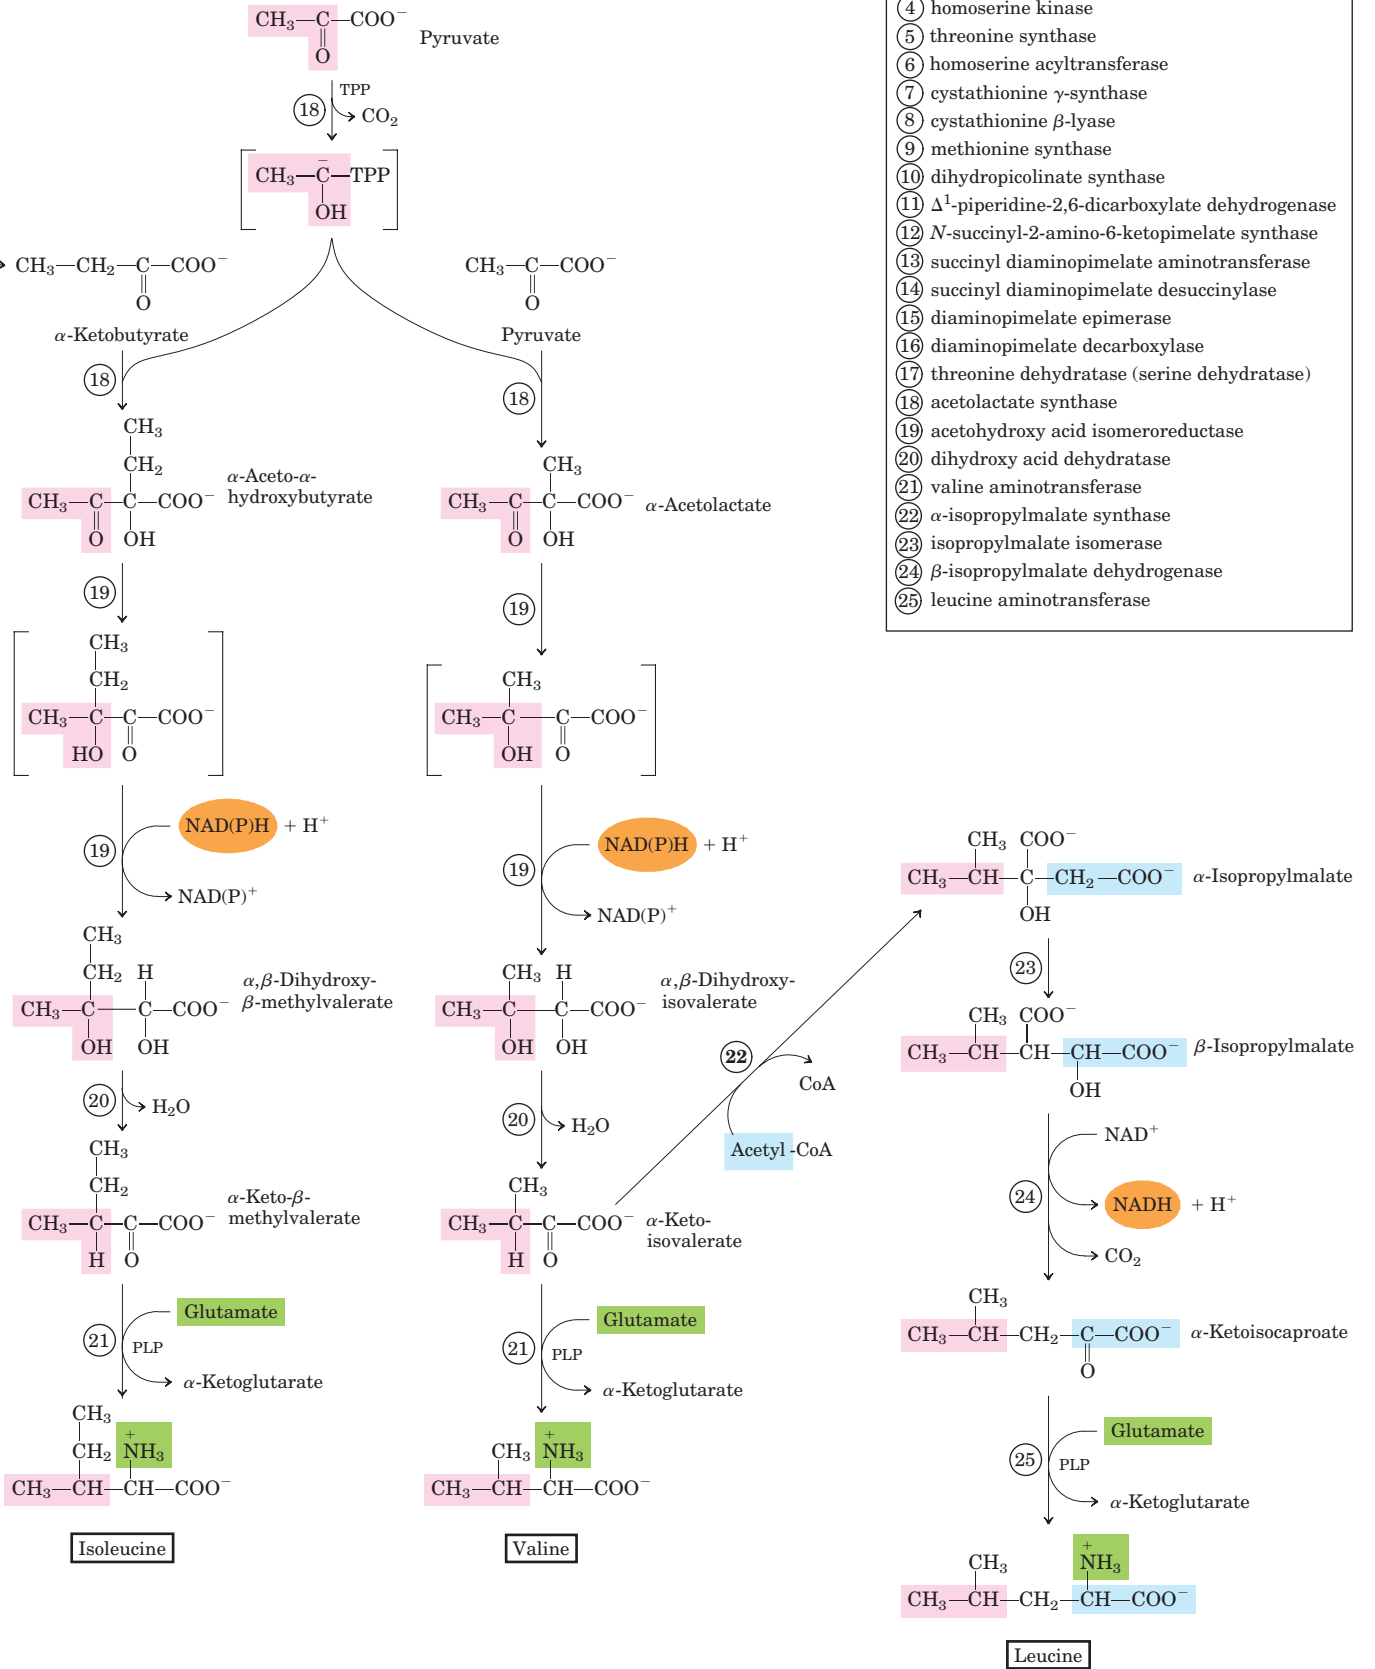 CH₃—C—COO⁻
O
Pyruvate
TPP
18
CO₂
CH₃—C̄—TPP
OH
CH₃—CH₂—C—COO⁻
O
α-Ketobutyrate
CH₃—C—COO⁻
O
Pyruvate
18
CH₃
CH₂
CH₃—C—C—COO⁻
O OH
α-Aceto-α-
hydroxybutyrate
19
CH₃
CH₂
CH₃—C—C—COO⁻
HO O
19
NAD(P)H + H⁺
NAD(P)⁺
CH₃
CH₂ H
CH₃—C—C—COO⁻
OH OH
α,β-Dihydroxy-
β-methylvalerate
20
H₂O
CH₃
CH₂
CH₃—C—C—COO⁻
H O
α-Keto-β-
methylvalerate
21
Glutamate
PLP
α-Ketoglutarate
CH₃
CH₂ N⁺H₃
CH₃—CH—CH—COO⁻
Isoleucine
18
CH₃
CH₃—C—C—COO⁻
O OH
α-Acetolactate
19
CH₃
CH₃—C—C—COO⁻
OH O
19
NAD(P)H + H⁺
NAD(P)⁺
CH₃ H
CH₃—C—C—COO⁻
OH OH
α,β-Dihydroxy-
isovalerate
20
H₂O
CH₃
CH₃—C—C—COO⁻
H O
α-Keto-
isovalerate
21
Glutamate
PLP
α-Ketoglutarate
CH₃ N⁺H₃
CH₃—CH—CH—COO⁻
Valine
22
CoA
Acetyl-CoA
CH₃ COO⁻
CH₃—CH—C—CH₂—COO⁻
OH
α-Isopropylmalate
23
CH₃ COO⁻
CH₃—CH—CH—CH—COO⁻
OH
β-Isopropylmalate
NAD⁺
24
NADH + H⁺
CO₂
CH₃
CH₃—CH—CH₂—C—COO⁻
O
α-Ketoisocaproate
Glutamate
25
PLP
α-Ketoglutarate
CH₃ N⁺H₃
CH₃—CH—CH₂—CH—COO⁻
Leucine
4 homoserine kinase
5 threonine synthase
6 homoserine acyltransferase
7 cystathionine γ-synthase
8 cystathionine β-lyase
9 methionine synthase
10 dihydropicolinate synthase
11 Δ¹-piperidine-2,6-dicarboxylate dehydrogenase
12 N-succinyl-2-amino-6-ketopimelate synthase
13 succinyl diaminopimelate aminotransferase
14 succinyl diaminopimelate desuccinylase
15 diaminopimelate epimerase
16 diaminopimelate decarboxylase
17 threonine dehydratase (serine dehydratase)
18 acetolactate synthase
19 acetohydroxy acid isomeroreductase
20 dihydroxy acid dehydratase
21 valine aminotransferase
22 α-isopropylmalate synthase
23 isopropylmalate isomerase
24 β-isopropylmalate dehydrogenase
25 leucine aminotransferase